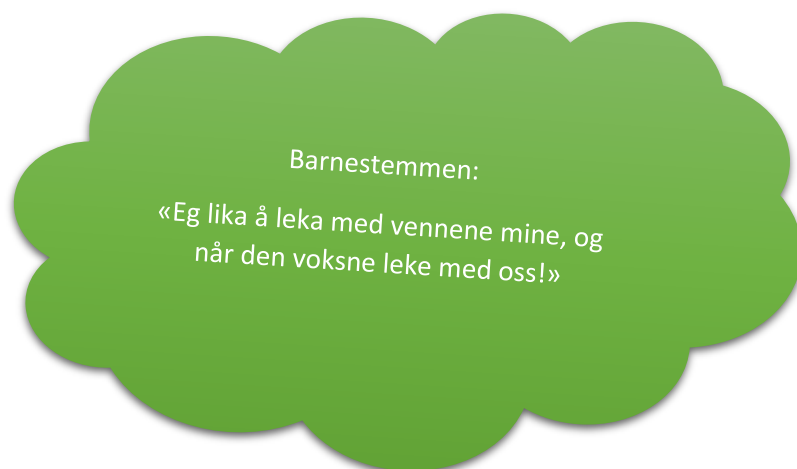 Barnestemmen:
«Eg lika å leka med vennene mine, og
når den voksne leke med oss!»